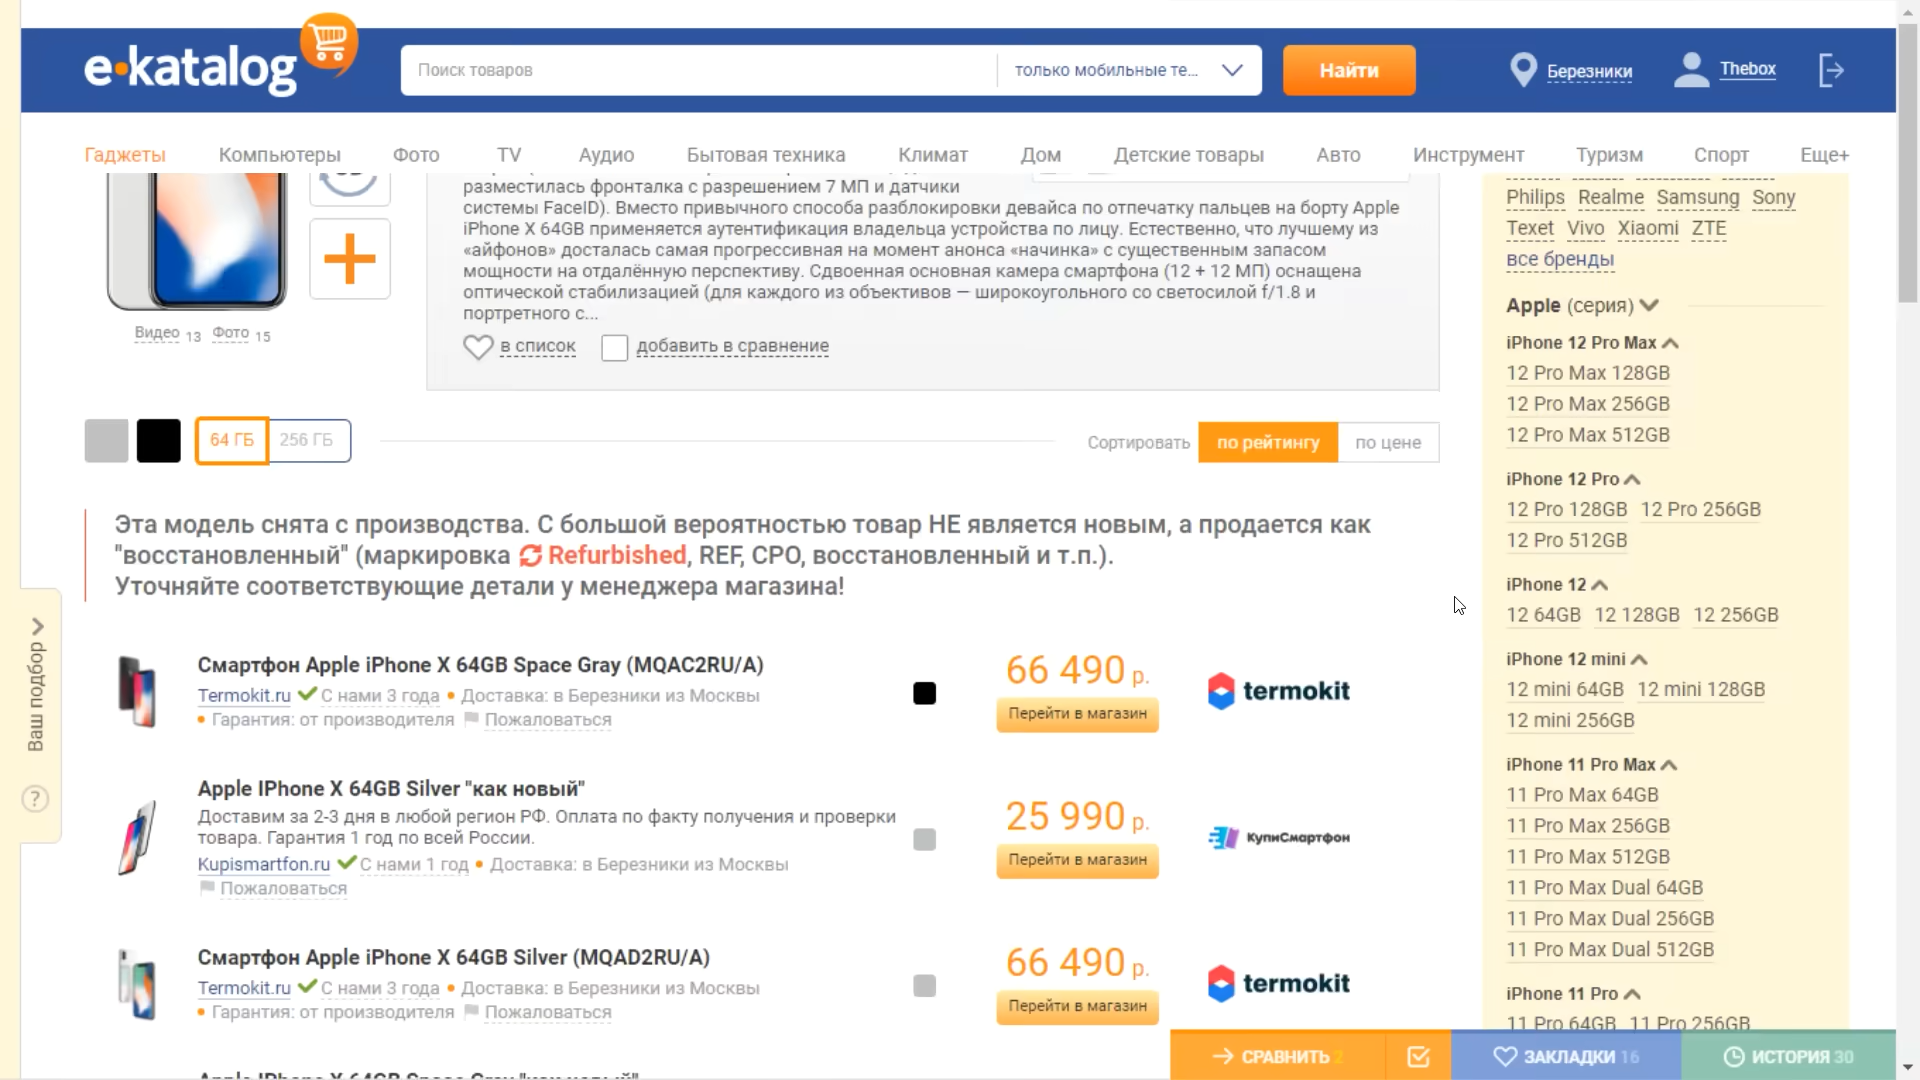 e-katalog
Поиск товаров
только мобильные те...
Найти
Березники
Thebox
Гаджеты
Компьютеры
Фото
TV
Аудио
Бытовая техника
Климат
Дом
Детские товары
Авто
Инструмент
Туризм
Спорт
Еще+
разместилась фронталка с разрешением 7 МП и датчики
системы FaceID). Вместо привычного способа разблокировки девайса по отпечатку пальцев на борту Apple
iPhone X 64GB применяется аутентификация владельца устройства по лицу. Естественно, что лучшему из
«айфонов» досталась самая прогрессивная на момент анонса «начинка» с существенным запасом
мощности на отдалённую перспективу. Сдвоенная основная камера смартфона (12 + 12 МП) оснащена
оптической стабилизацией (для каждого из объективов — широкоугольного со светосилой f/1.8 и
портретного с...
Видео 13 Фото 15
в список
добавить в сравнение
64 ГБ
256 ГБ
Сортировать
по рейтингу
по цене
Эта модель снята с производства. С большой вероятностью товар НЕ является новым, а продается как
"восстановленный" (маркировка Refurbished, REF, CPO, восстановленный и т.п.).
Уточняйте соответствующие детали у менеджера магазина!
Ваш подбор
?
Смартфон Apple iPhone X 64GB Space Gray (MQAC2RU/A)
Termokit.ru С нами 3 года • Доставка: в Березники из Москвы
• Гарантия: от производителя Пожаловаться
66 490 р.
Перейти в магазин
termokit
Apple IPhone X 64GB Silver "как новый"
Доставим за 2-3 дня в любой регион РФ. Оплата по факту получения и проверки
товара. Гарантия 1 год по всей России.
Kupismartfon.ru С нами 1 год • Доставка: в Березники из Москвы
Пожаловаться
25 990 р.
Перейти в магазин
КупиСмартфон
Смартфон Apple iPhone X 64GB Silver (MQAD2RU/A)
Termokit.ru С нами 3 года • Доставка: в Березники из Москвы
• Гарантия: от производителя Пожаловаться
66 490 р.
Перейти в магазин
termokit
Apple IPhone X 64GB Space Gray "как новый"
Philips Realme Samsung Sony
Texet Vivo Xiaomi ZTE
все бренды
Apple (серия)
iPhone 12 Pro Max
12 Pro Max 128GB
12 Pro Max 256GB
12 Pro Max 512GB
iPhone 12 Pro
12 Pro 128GB 12 Pro 256GB
12 Pro 512GB
iPhone 12
12 64GB 12 128GB 12 256GB
iPhone 12 mini
12 mini 64GB 12 mini 128GB
12 mini 256GB
iPhone 11 Pro Max
11 Pro Max 64GB
11 Pro Max 256GB
11 Pro Max 512GB
11 Pro Max Dual 64GB
11 Pro Max Dual 256GB
11 Pro Max Dual 512GB
iPhone 11 Pro
11 Pro 64GB 11 Pro 256GB
СРАВНИТЬ 2
ЗАКЛАДКИ 16
ИСТОРИЯ 30